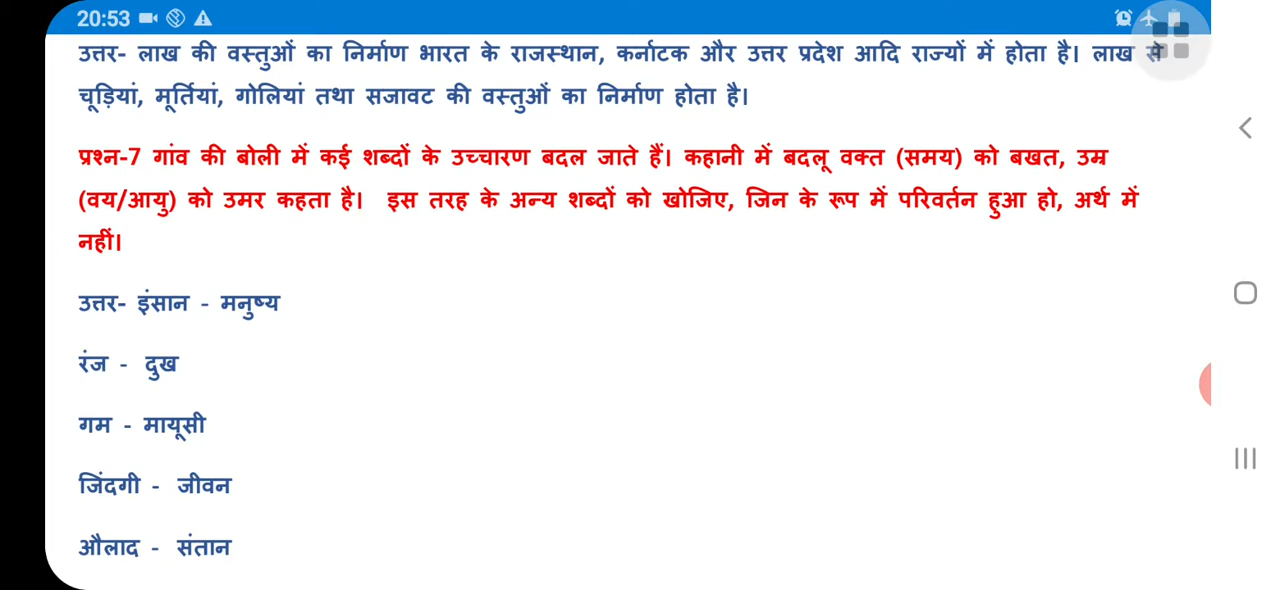 20:53
उत्तर- लाख की वस्तुओं का निर्माण भारत के राजस्थान, कर्नाटक और उत्तर प्रदेश आदि राज्यों में होता है। लाख से
चूड़ियां, मूर्तियां, गोलियां तथा सजावट की वस्तुओं का निर्माण होता है।
प्रश्न-7 गांव की बोली में कई शब्दों के उच्चारण बदल जाते हैं। कहानी में बदलू वक्त (समय) को बखत, उम्र
(वय/आयु) को उमर कहता है। इस तरह के अन्य शब्दों को खोजिए, जिन के रूप में परिवर्तन हुआ हो, अर्थ में
नहीं।
उत्तर- इंसान - मनुष्य
रंज - दुख
गम - मायूसी
जिंदगी - जीवन
औलाद - संतान